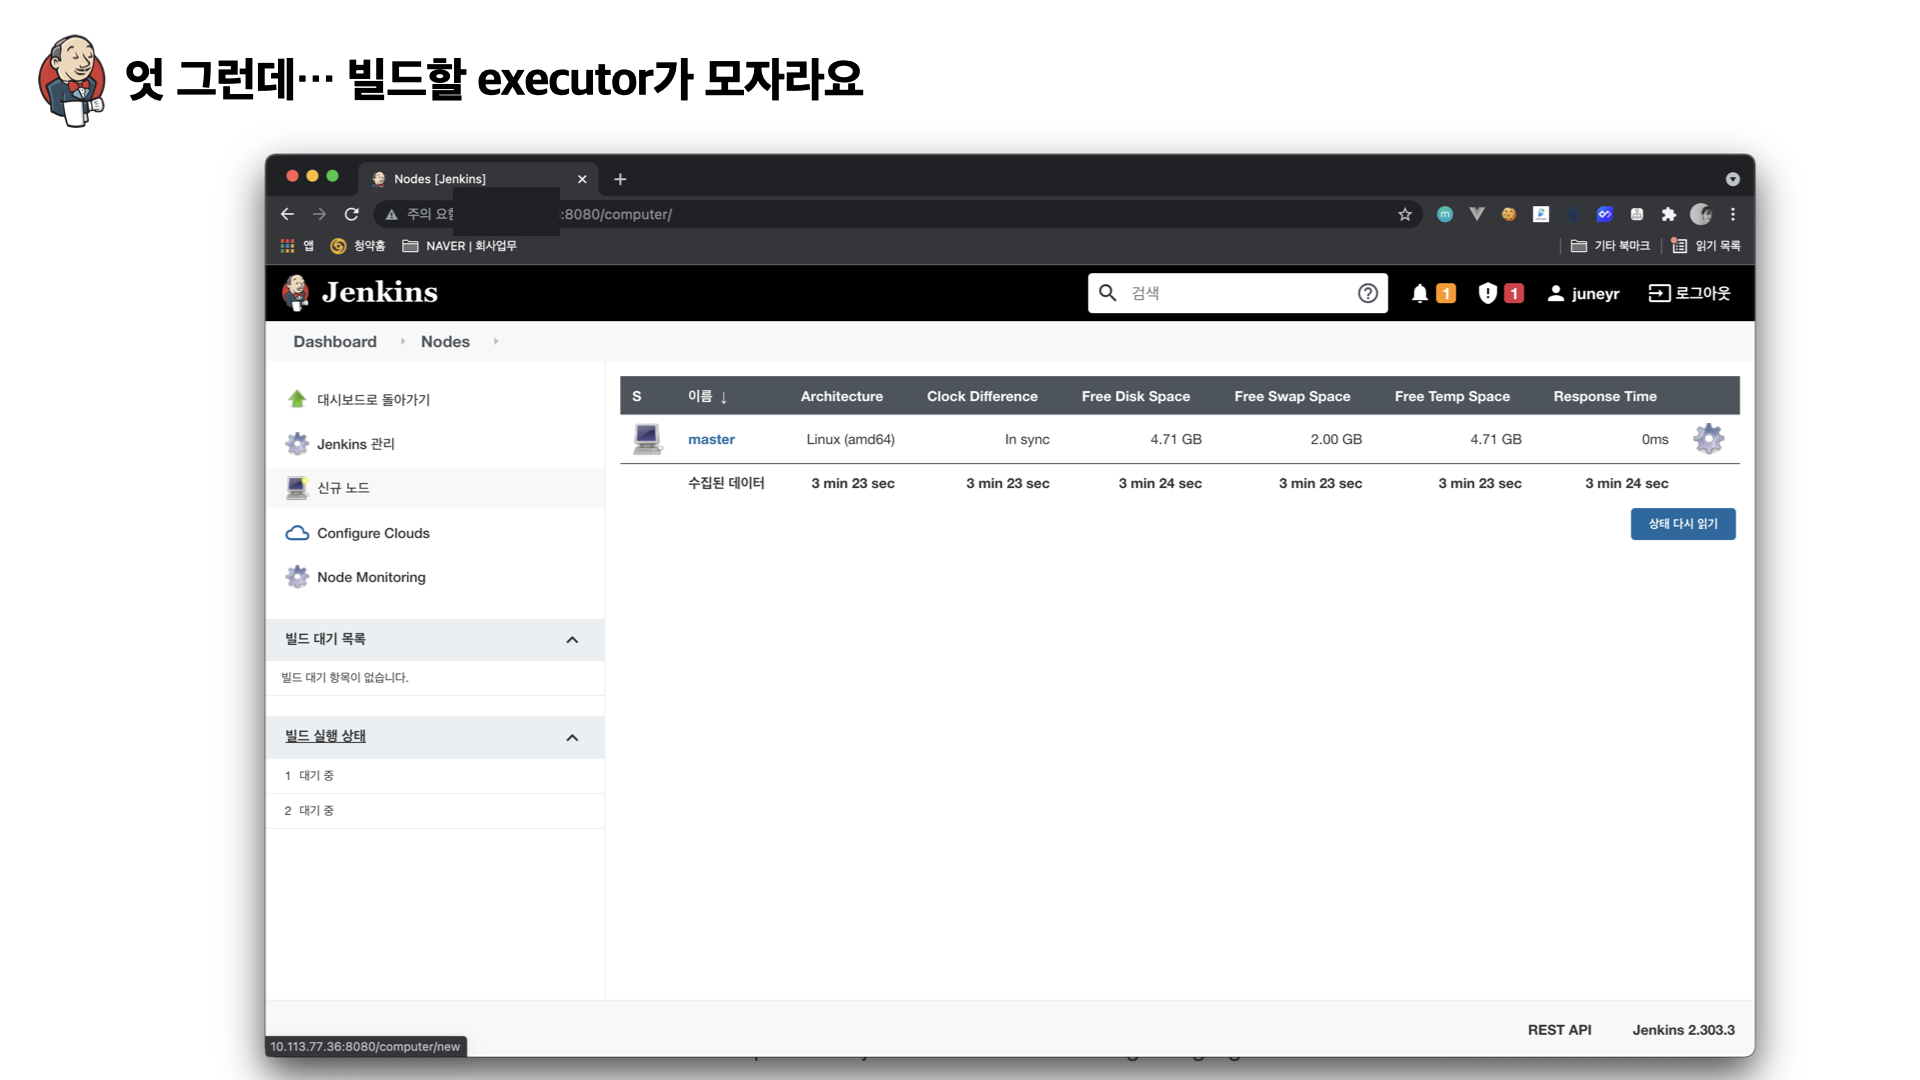 엇 그런데… 빌드할 executor가 모자라요
Nodes [Jenkins]
주의 요함 :8080/computer/
앱 청약홈 NAVER | 회사업무 기타 북마크 읽기 목록
Jenkins 검색 1 1 juneyr 로그아웃
Dashboard Nodes
대시보드로 돌아가기
Jenkins 관리
신규 노드
Configure Clouds
Node Monitoring
빌드 대기 목록
빌드 대기 항목이 없습니다.
빌드 실행 상태
1 대기 중
2 대기 중
S 이름 ↓ Architecture Clock Difference Free Disk Space Free Swap Space Free Temp Space Response Time
master Linux (amd64) In sync 4.71 GB 2.00 GB 4.71 GB 0ms
수집된 데이터 3 min 23 sec 3 min 23 sec 3 min 24 sec 3 min 23 sec 3 min 23 sec 3 min 24 sec
상태 다시 읽기
REST API Jenkins 2.303.3
10.113.77.36:8080/computer/new